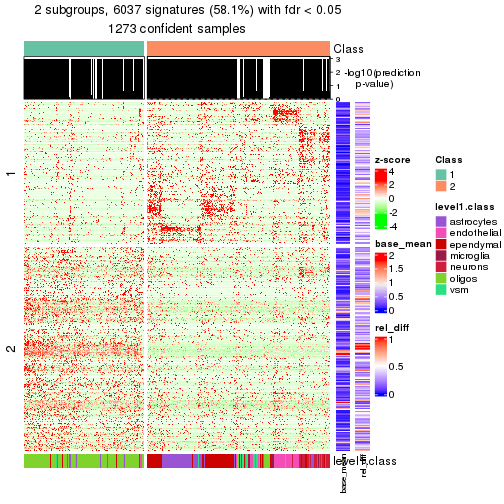 2 subgroups, 6037 signatures (58.1%) with fdr < 0.05
1273 confident samples
Class
3
2
1
0
-log10(prediction
p-value)
1
2
z-score
4
2
0
-2
-4
base_mean
2
1.5
1
0.5
0
rel_diff
1
0.5
0
Class
1
2
level1.class
astrocytes
endothelial
ependymal
microglia
neurons
oligos
vsm
level1.class